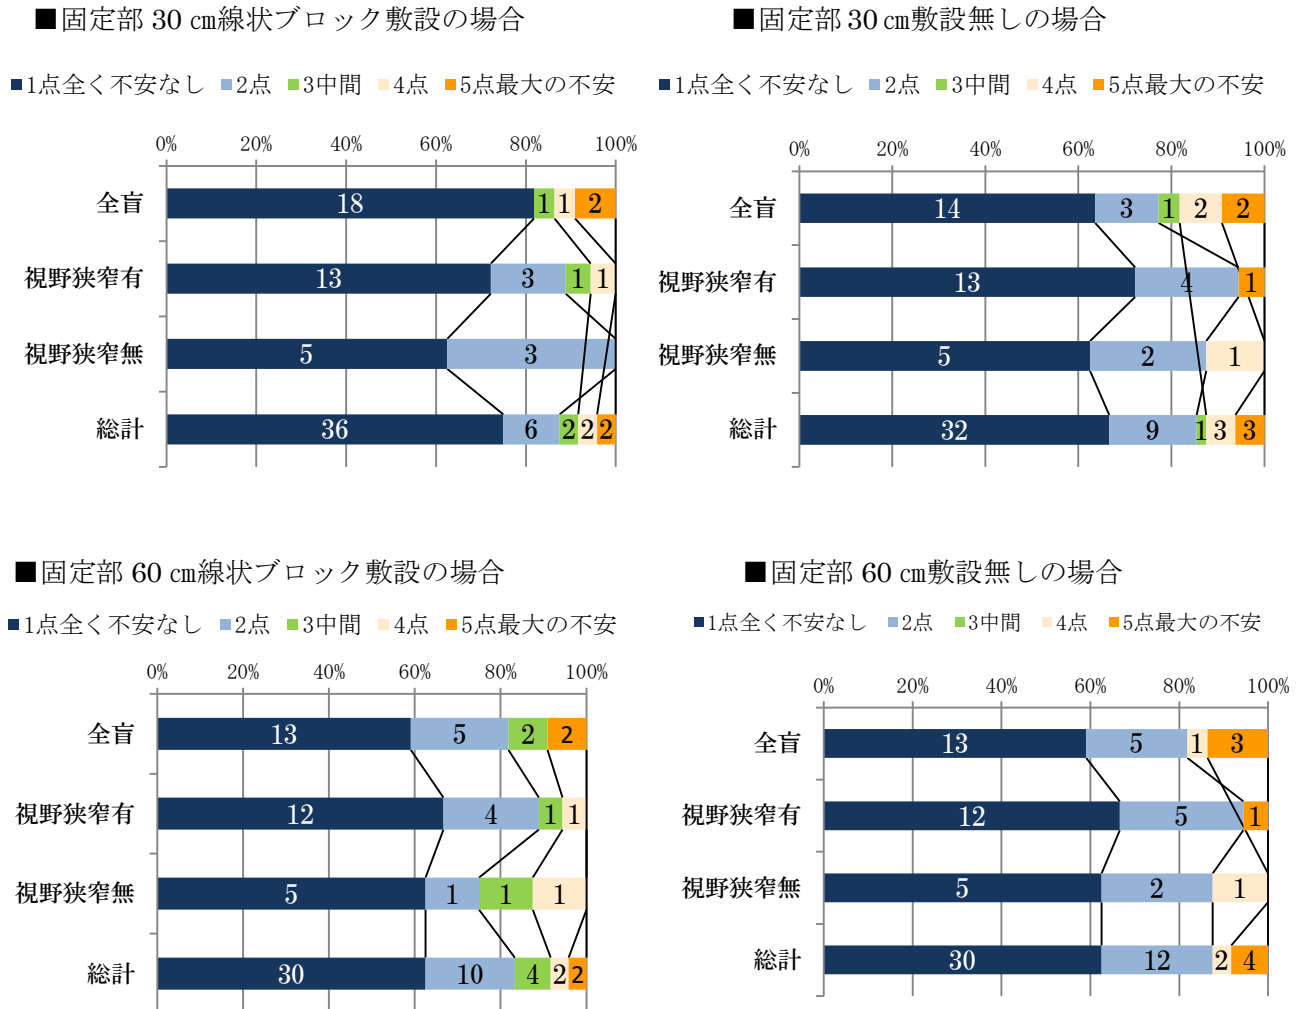 ■固定部 30 ㎝線状ブロック敷設の場合
■1点全く不安なし ■2点 ■3中間 ■4点 ■5点最大の不安
0% 20% 40% 60% 80% 100%
全盲 18 1 1 2
視野狭窄有 13 3 1 1
視野狭窄無 5 3
総計 36 6 2 2 2
■固定部 30 ㎝敷設無しの場合
■1点全く不安なし ■2点 ■3中間 ■4点 ■5点最大の不安
0% 20% 40% 60% 80% 100%
全盲 14 3 1 2 2
視野狭窄有 13 4 1
視野狭窄無 5 2 1
総計 32 9 1 3 3
■固定部 60 ㎝線状ブロック敷設の場合
■1点全く不安なし ■2点 ■3中間 ■4点 ■5点最大の不安
0% 20% 40% 60% 80% 100%
全盲 13 5 2 2
視野狭窄有 12 4 1 1
視野狭窄無 5 1 1 1
総計 30 10 4 2 2
■固定部 60 ㎝敷設無しの場合
■1点全く不安なし ■2点 ■3中間 ■4点 ■5点最大の不安
0% 20% 40% 60% 80% 100%
全盲 13 5 1 3
視野狭窄有 12 5 1
視野狭窄無 5 2 1
総計 30 12 2 4